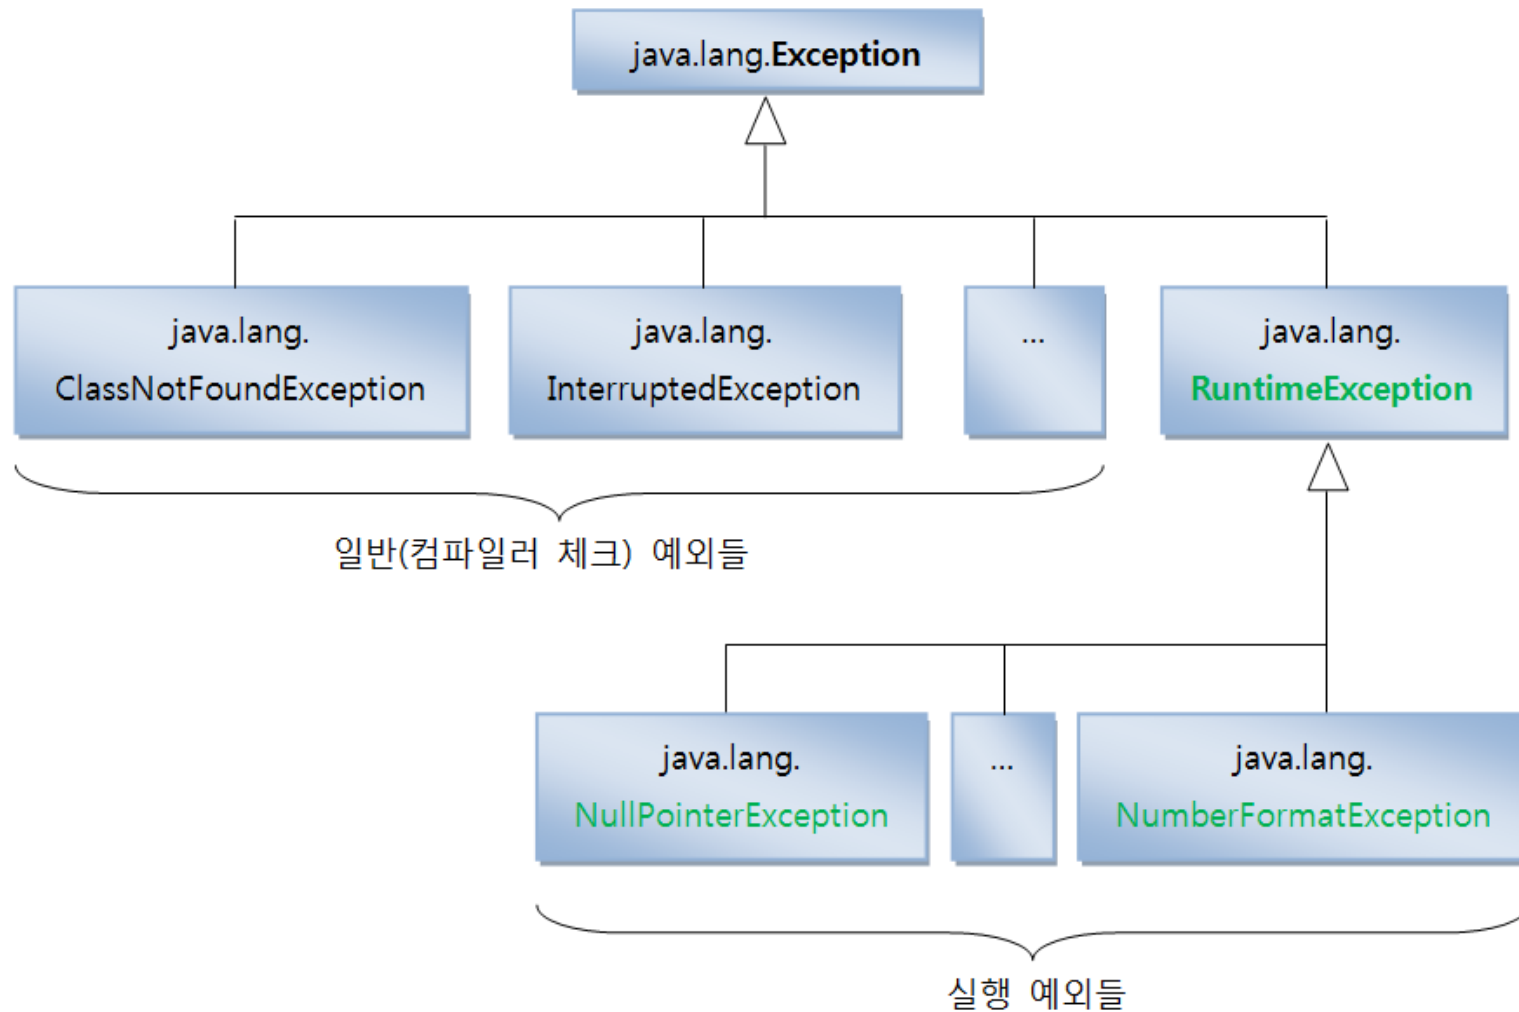 java.lang.Exception
java.lang.
ClassNotFoundException
java.lang.
InterruptedException
...
java.lang.
RuntimeException
일반(컴파일러 체크) 예외들
java.lang.
NullPointerException
...
java.lang.
NumberFormatException
실행 예외들